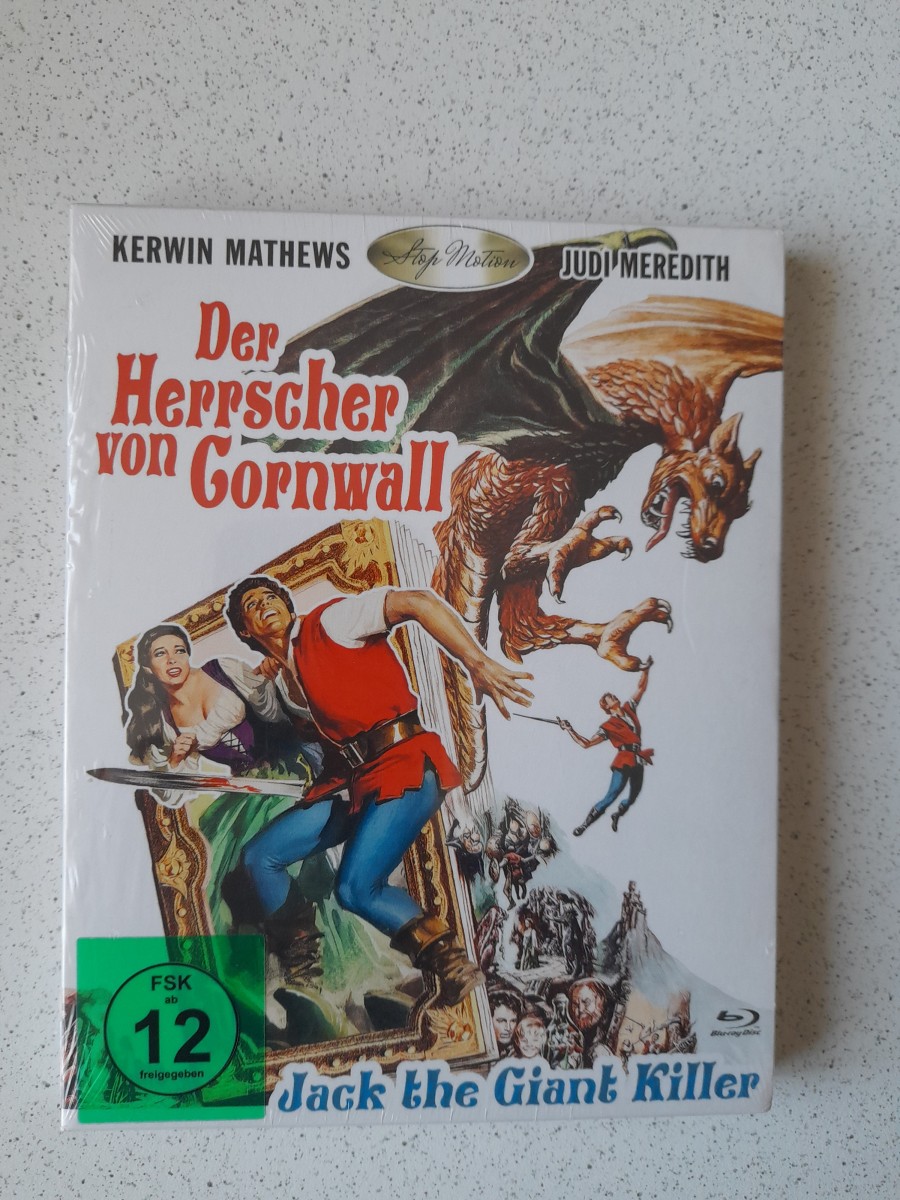 KERWIN MATHEWS
Stop Motion
JUDI MEREDITH
Der
Herrscher
von Cornwall
FSK
ab
12
freigegeben
Blu-ray Disc
Jack the Giant Killer